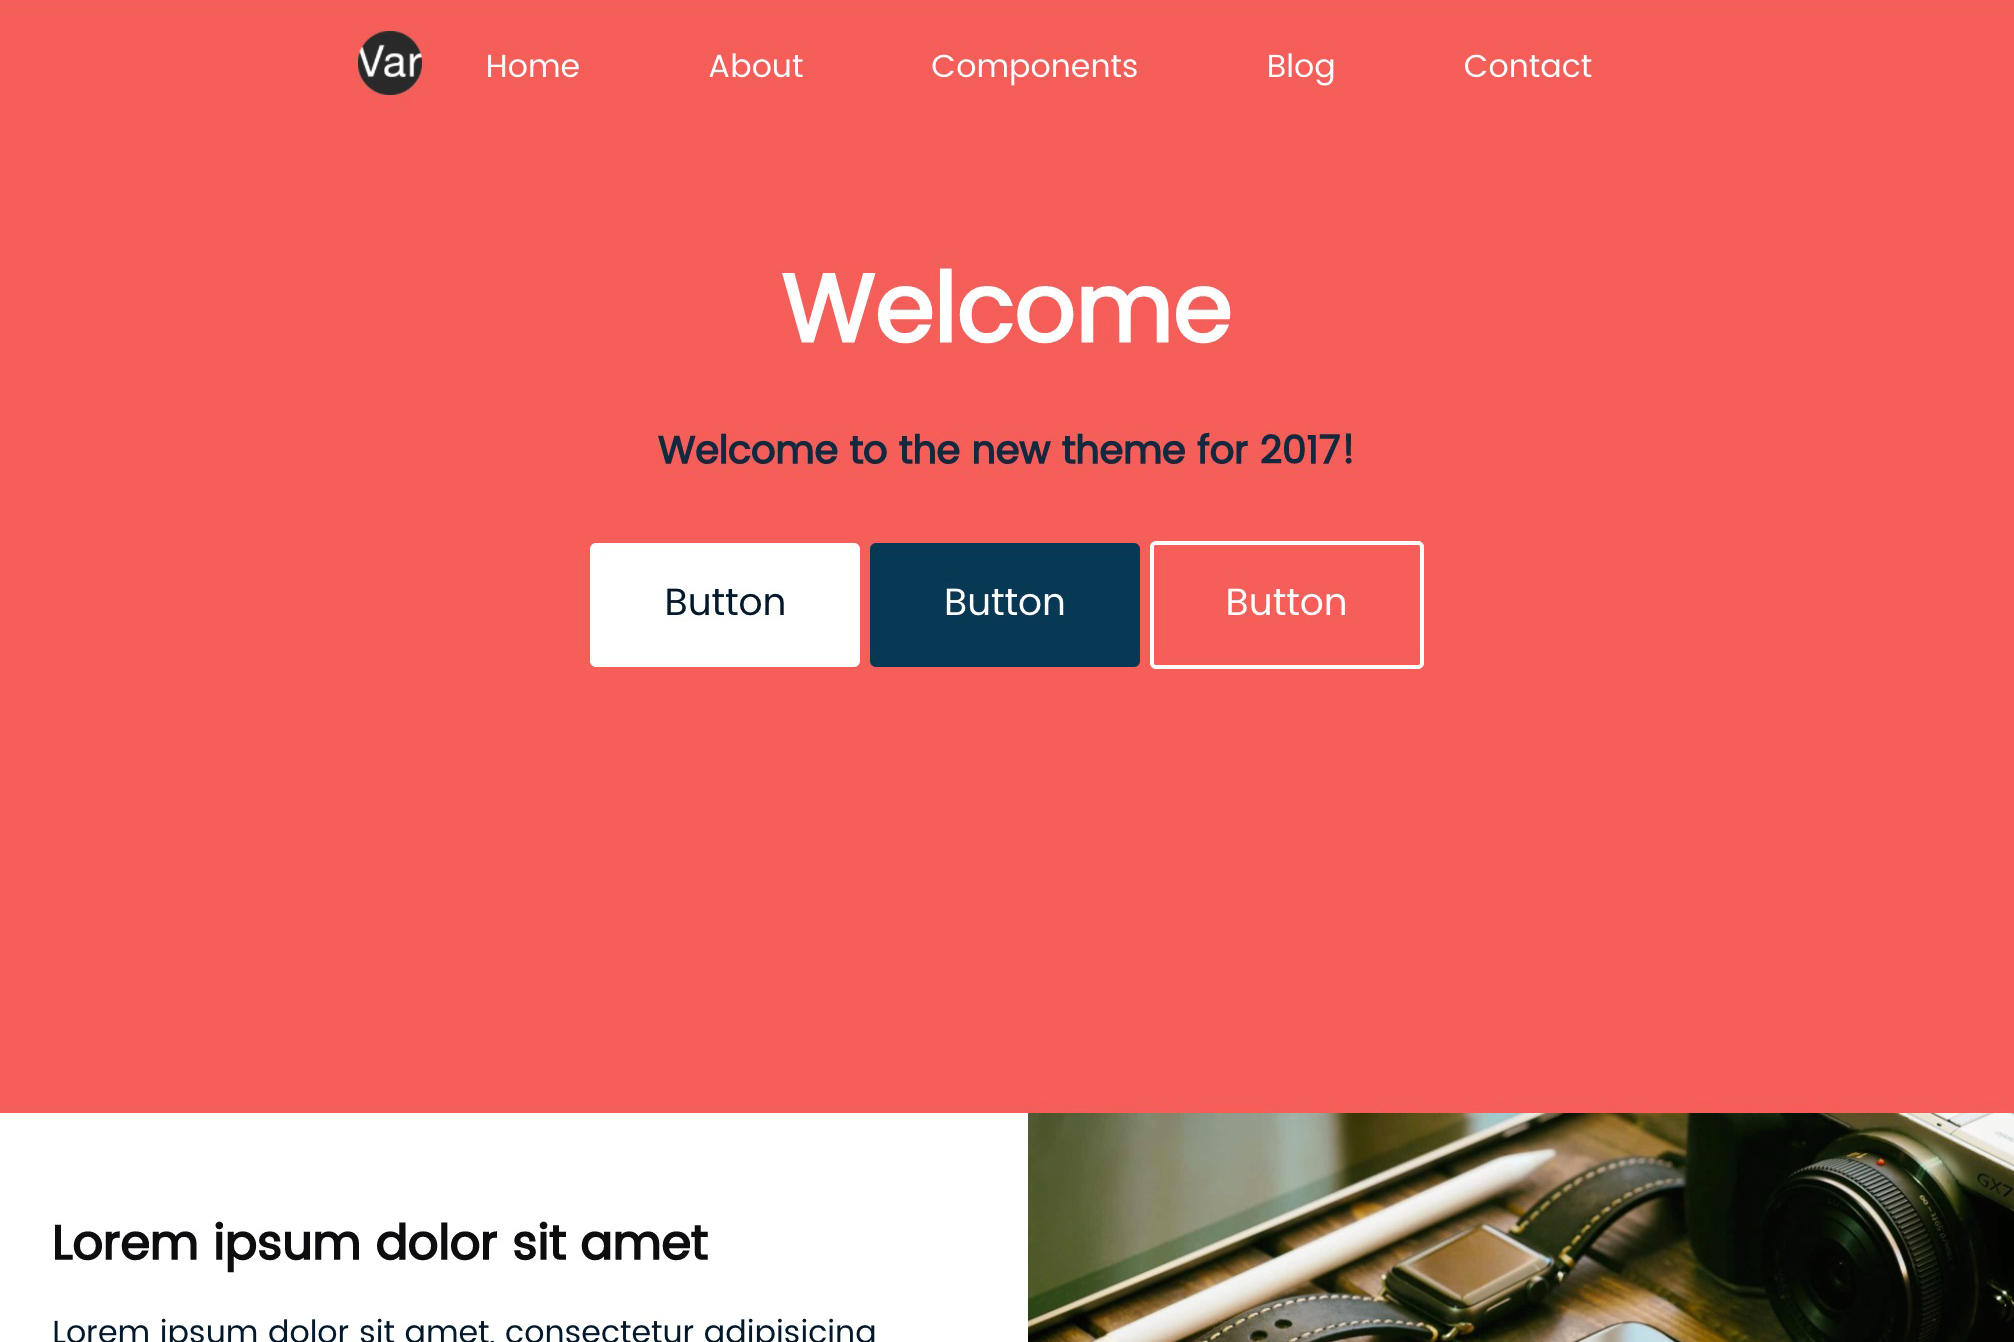 Var Home About Components Blog Contact
Welcome
Welcome to the new theme for 2017!
Button Button Button
Lorem ipsum dolor sit amet
Lorem ipsum dolor sit amet, consectetur adipisicing
GX7